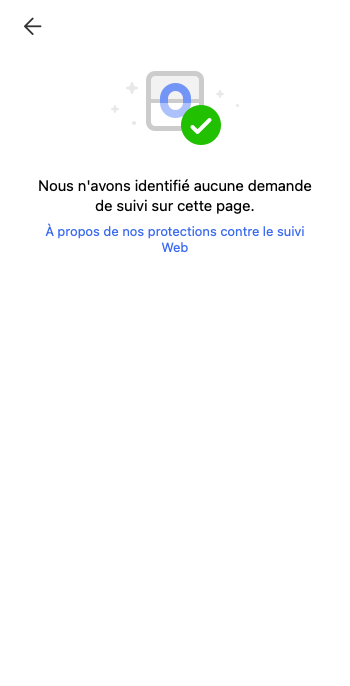 Nous n'avons identifié aucune demande
de suivi sur cette page.
À propos de nos protections contre le suivi
Web